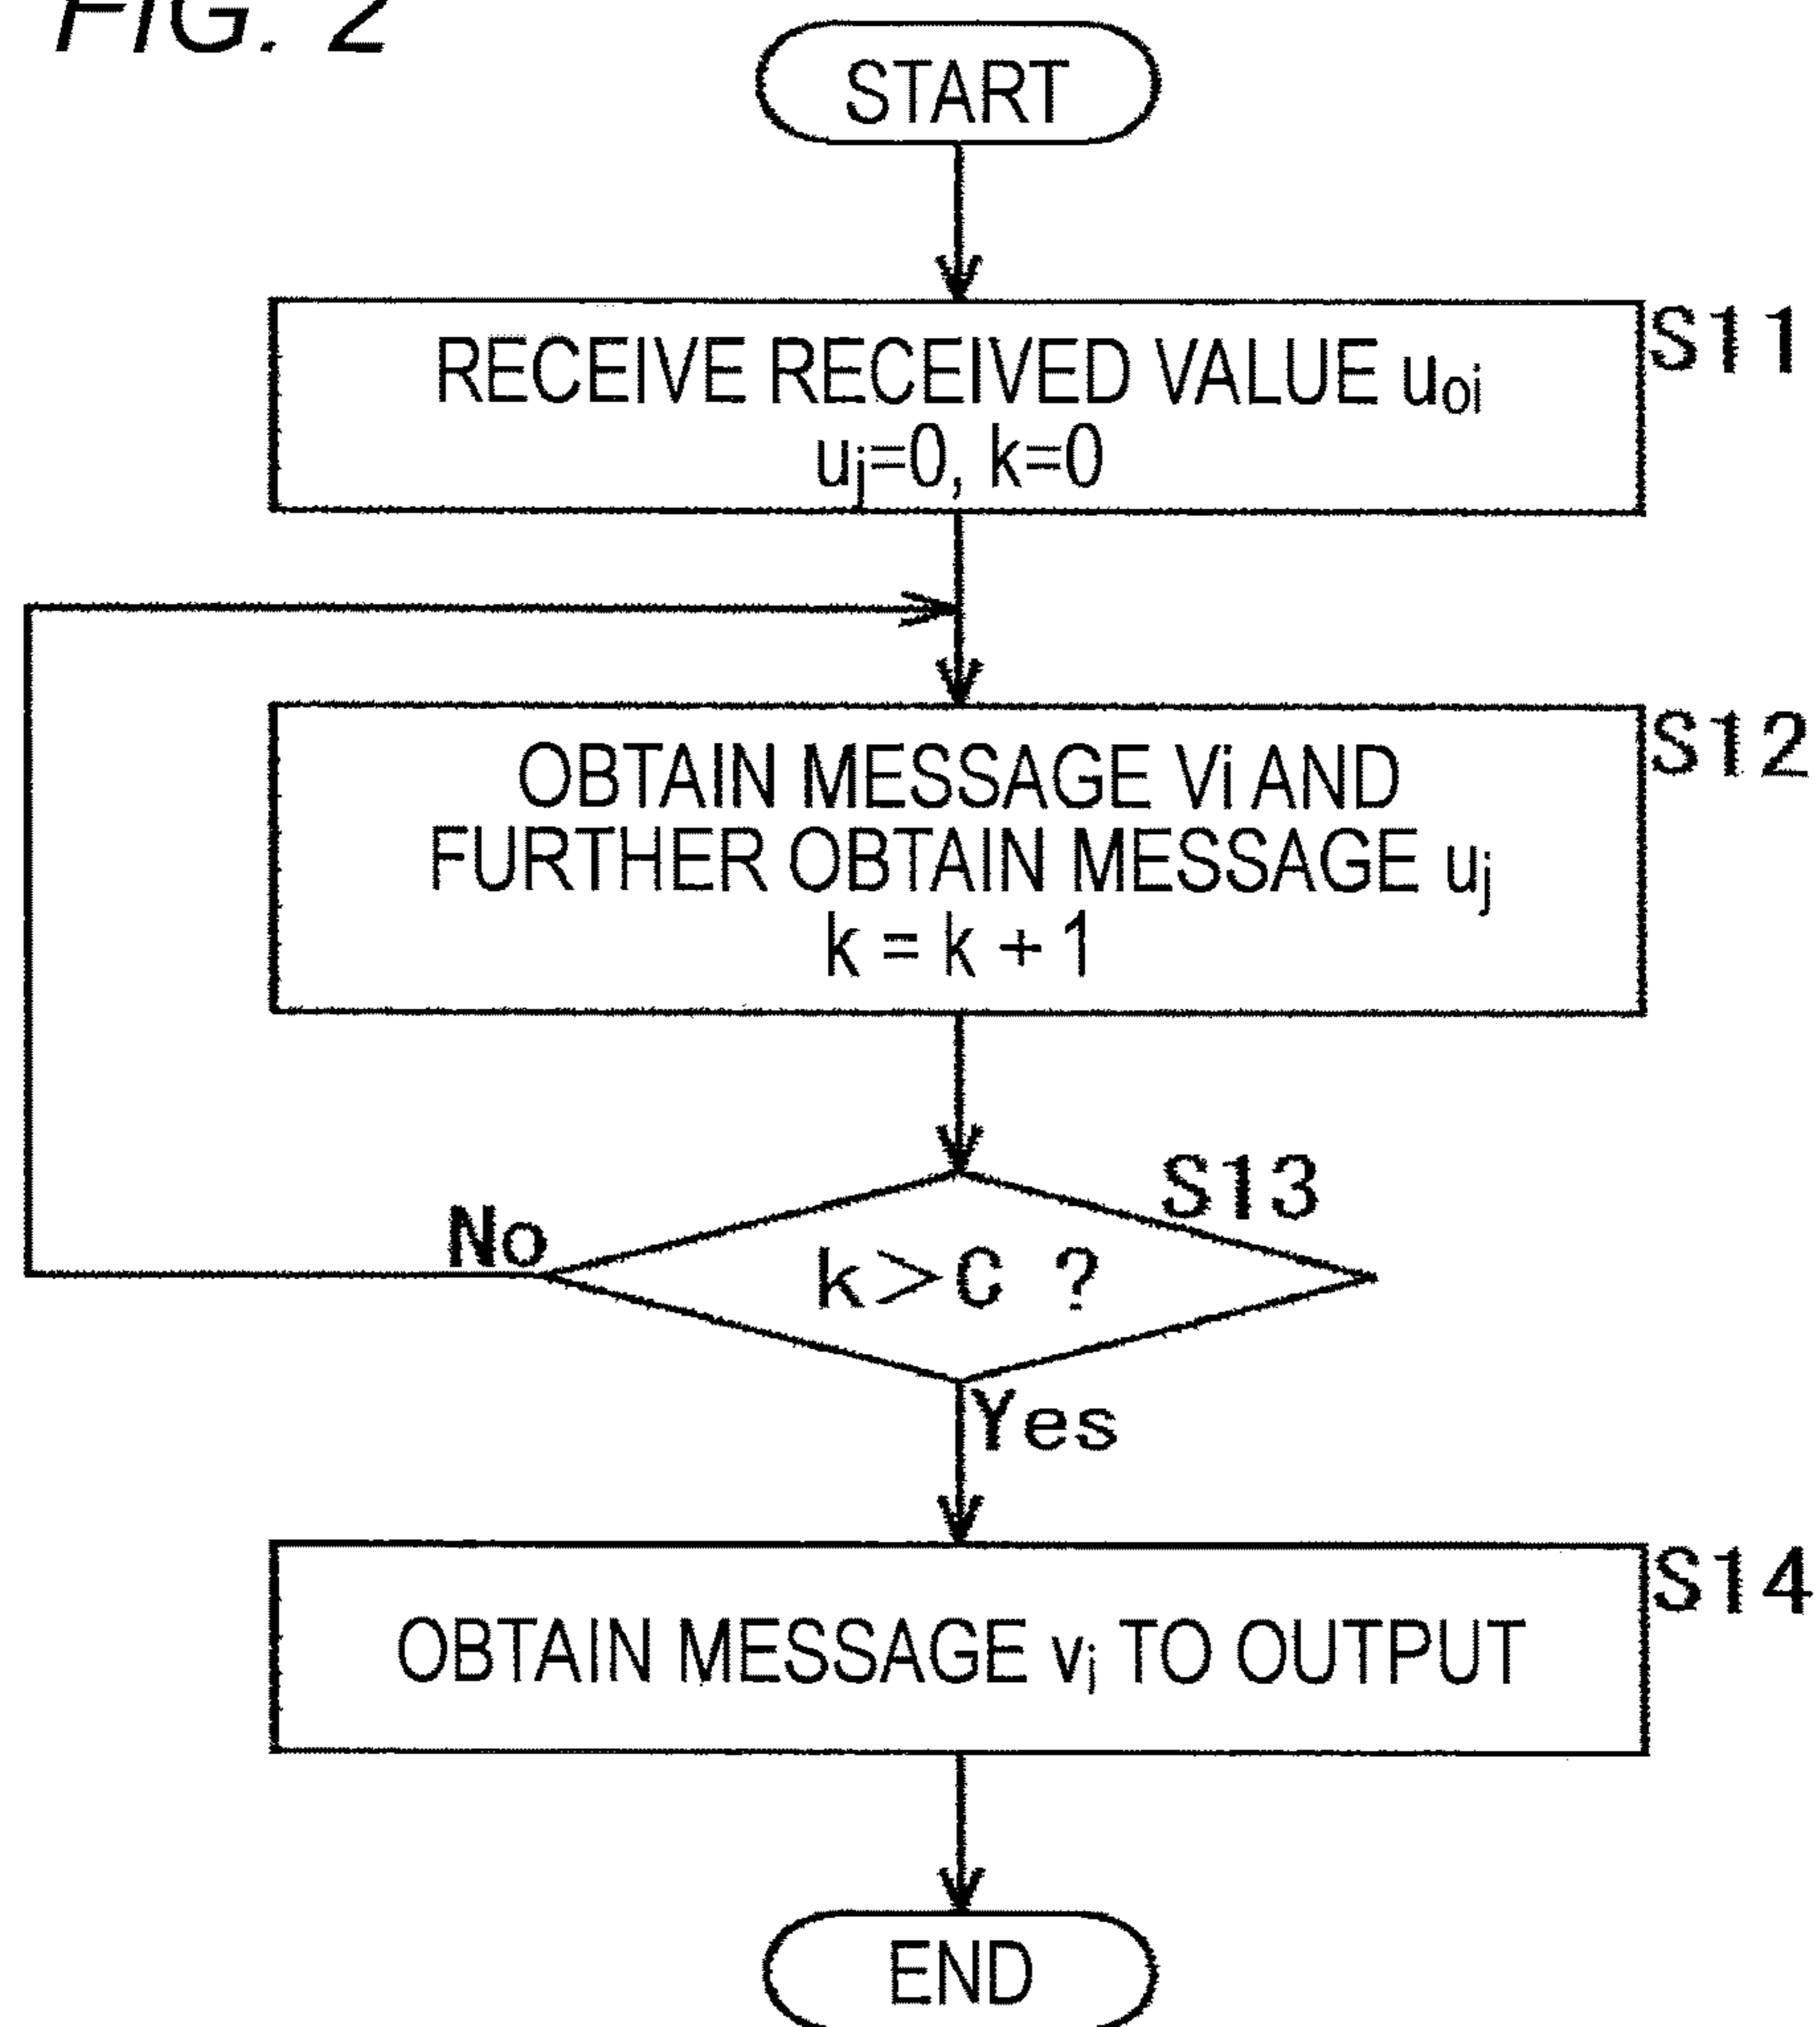 FIG. 2
START
S11
RECEIVE RECEIVED VALUE u₀ᵢ
uⱼ=0, k=0
S12
OBTAIN MESSAGE Vi AND
FURTHER OBTAIN MESSAGE uⱼ
k = k + 1
S13
No
k>C ?
Yes
S14
OBTAIN MESSAGE vᵢ TO OUTPUT
END